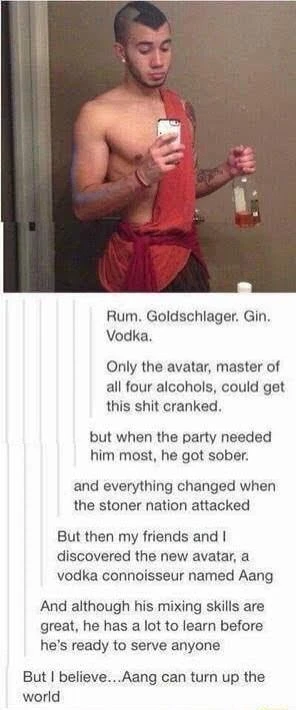 Rum. Goldschlager. Gin.
Vodka.
Only the avatar, master of
all four alcohols, could get
this shit cranked.
but when the party needed
him most, he got sober.
and everything changed when
the stoner nation attacked
But then my friends and I
discovered the new avatar, a
vodka connoisseur named Aang
And although his mixing skills are
great, he has a lot to learn before
he's ready to serve anyone
But I believe...Aang can turn up the
world